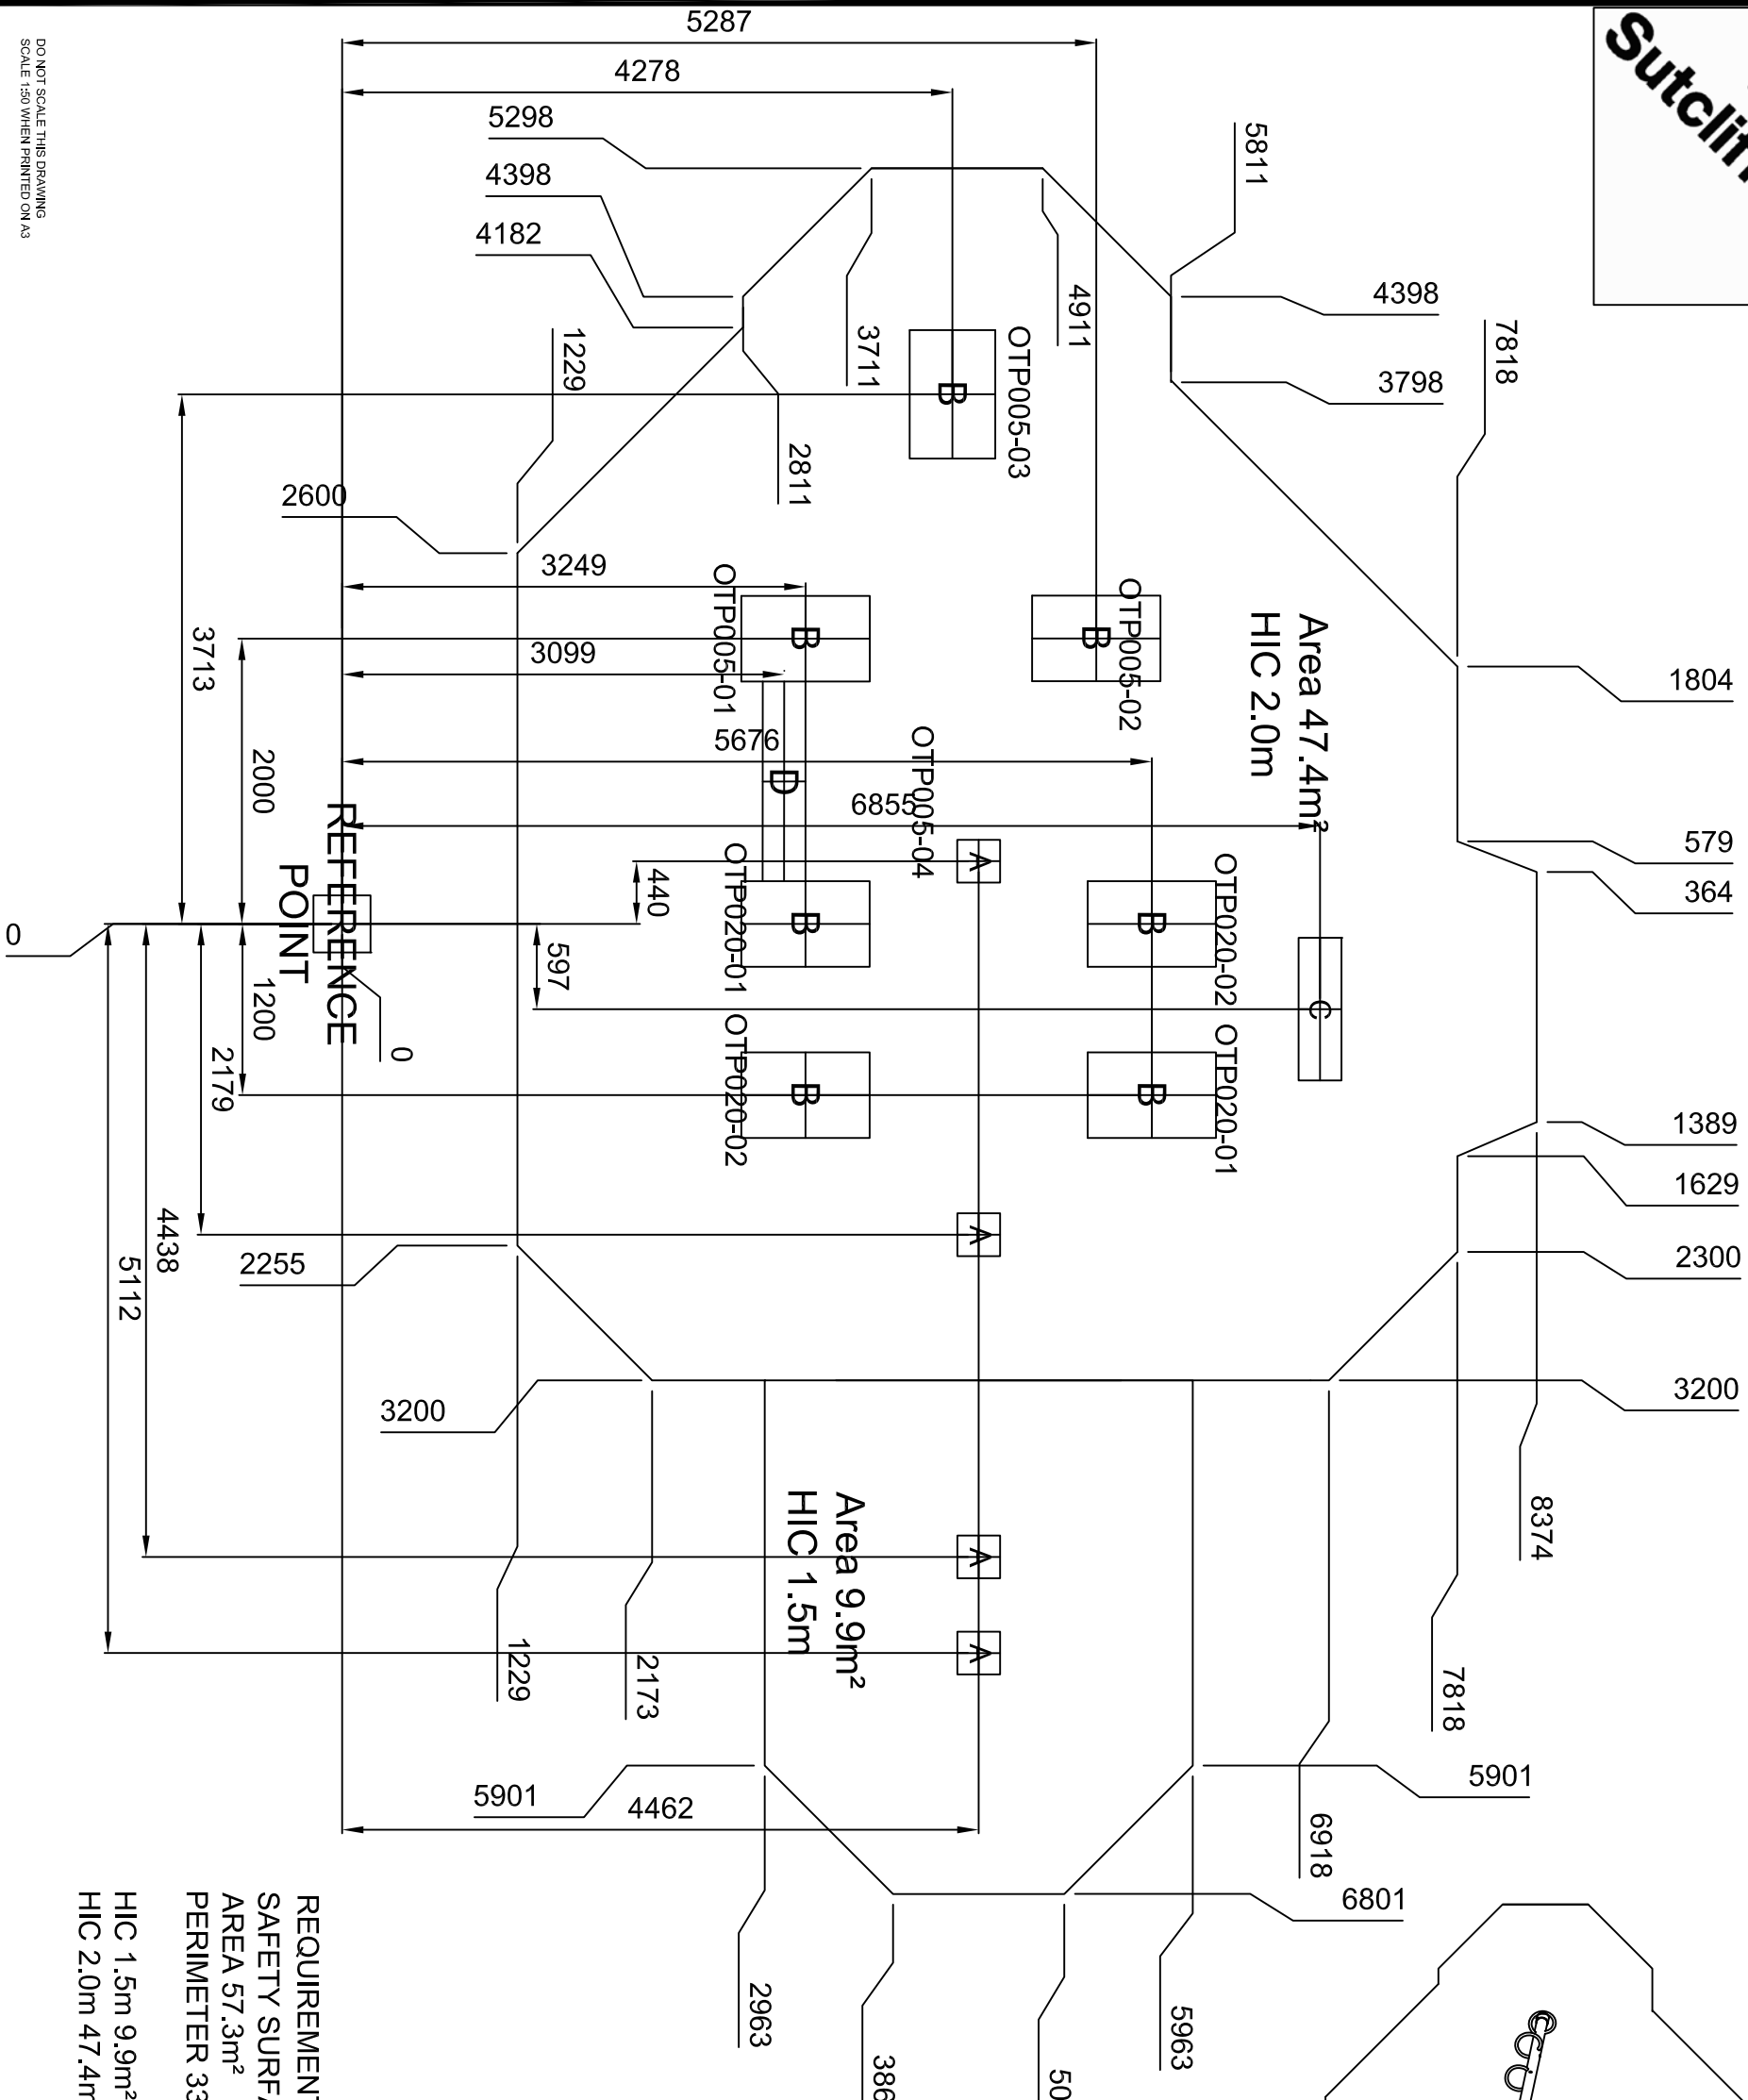 5287
4278
5298
4398
4182
5811
4398
3798
7818
4911
3711
OTP005-03
1229
2811
2600
3249
OTP005-01
OTP005-02
B
B
B
3099
3713
2000
Area 47.4m²
HIC 2.0m
1804
5676
D
6855
OTP005-04
A
440
579
364
REFERENCE
POINT
0
0
OTP020-01
OTP020-02
B
B
C
597
1200
2179
OTP020-02
OTP020-01
B
B
1389
1629
2300
3200
4438
5112
2255
A
3200
8374
Area 9.9m²
HIC 1.5m
A
A
1229
2173
7818
5901
4462
5901
6918
6801
2963
5963
REQUIREMENT
SAFETY
AREA 57.3m²
PERIMETER
HIC 1.5m 9.9m²
HIC 2.0m
DO NOT SCALE THIS DRAWING
SCALE 1:50 WHEN PRINTED ON A3